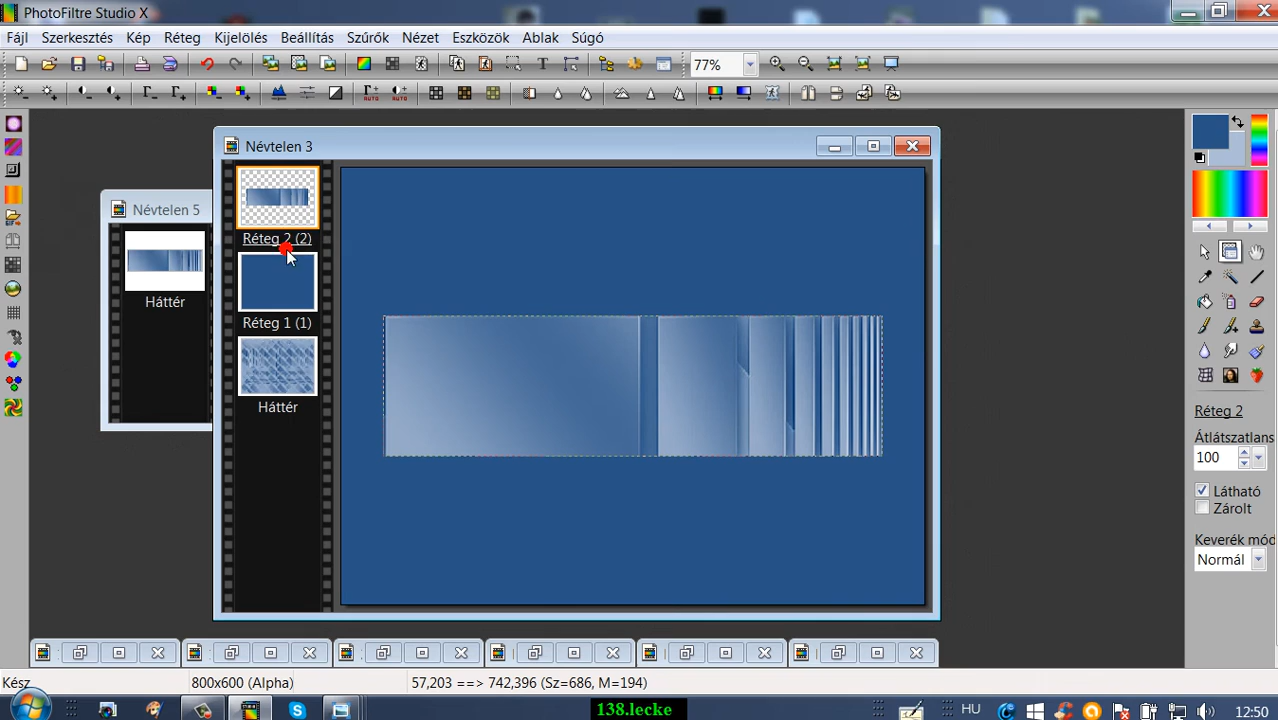 PhotoFiltre Studio X
Fájl Szerkesztés Kép Réteg Kijelölés Beállítás Szűrők Nézet Eszközök Ablak Súgó
77%
AUTO AUTO
Névtelen 3
Névtelen 5
Réteg 2 (2)
Háttér
Réteg 1 (1)
Háttér
Réteg 2
Átlátszatlans
100
Látható
Zárolt
Keverék mód
Normál
Kész 800x600 (Alpha) 57,203 ==> 742,396 (Sz=686, M=194)
138.lecke HU 12:50